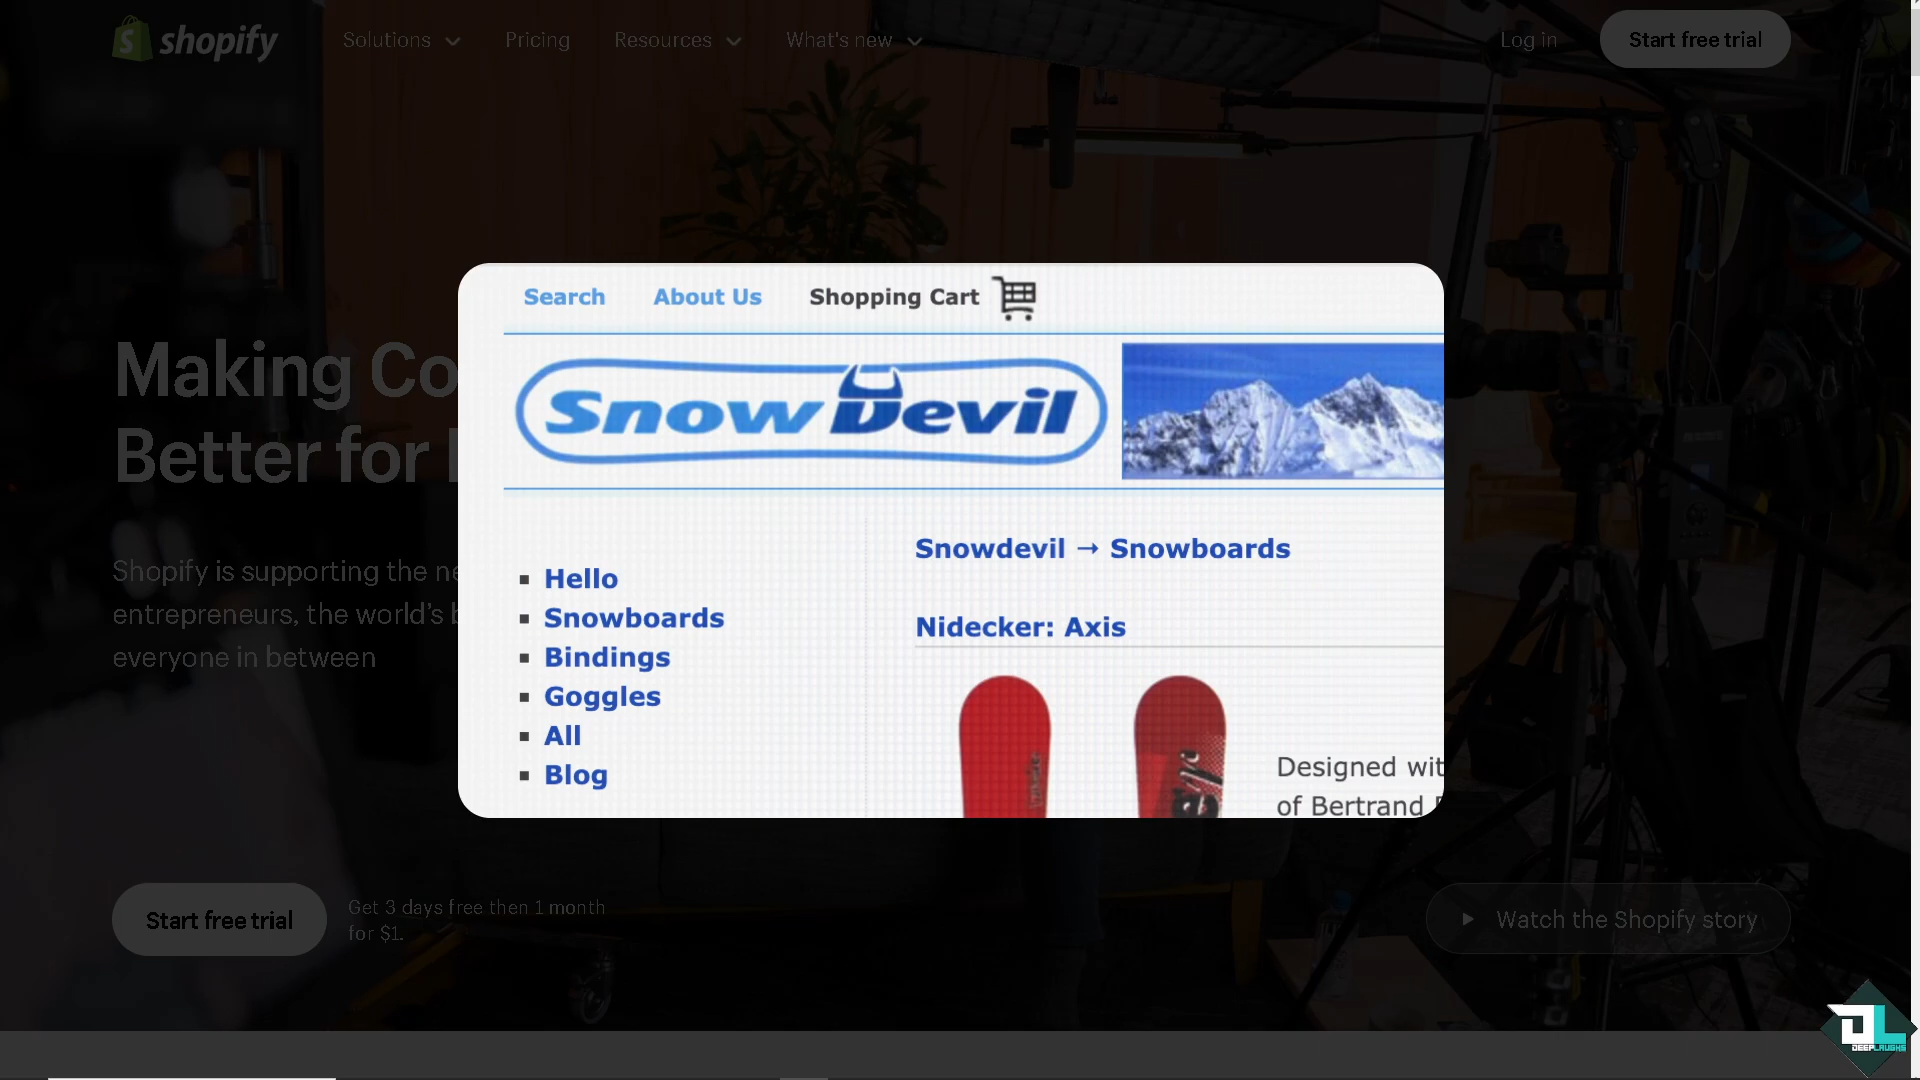 shopify
Solutions
Pricing
Resources
What's new
Log in
Start free trial
Search
About Us
Shopping Cart
Snow Devil
Making Co
Better for
Snowdevil → Snowboards
Hello
Snowboards
Bindings
Goggles
All
Blog
Nidecker: Axis
Shopify is supporting the ne
entrepreneurs, the world's b
everyone in between
Designed wit
of Bertrand
Start free trial
Get 3 days free then 1 month
for $1.
Watch the Shopify story
DL
DEEPLAUGHS